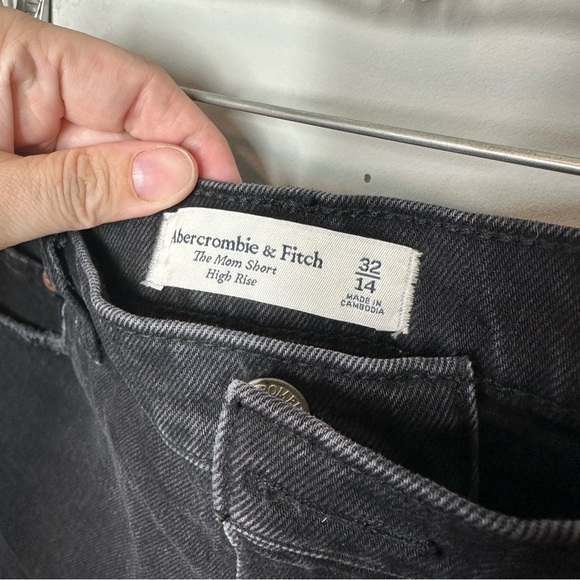 Abercrombie & Fitch
The Mom Short
High Rise
32
14
MADE IN
CAMBODIA